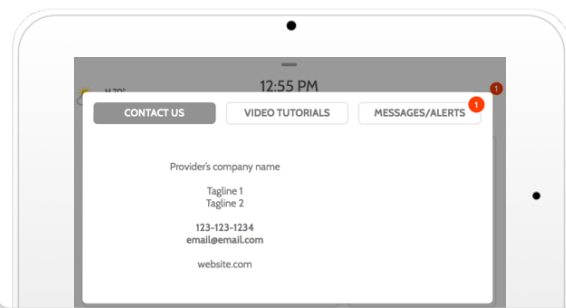 12:55 PM
1
CONTACT US
VIDEO TUTORIALS
MESSAGES/ALERTS
1
Provider's company name
Tagline 1
Tagline 2
123-123-1234
email@email.com
website.com